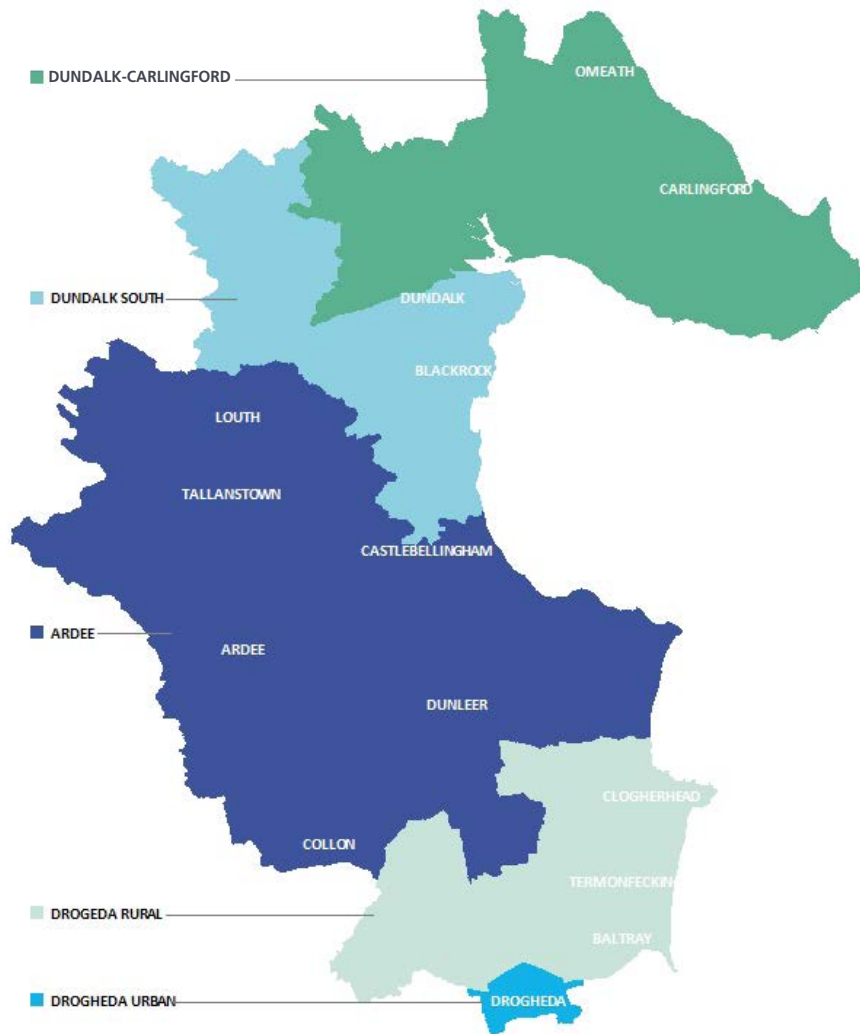 OMEATH
DUNDALK-CARLINGFORD
CARLINGFORD
DUNDALK SOUTH
DUNDALK
BLACKROCK
LOUTH
TALLANSTOWN
CASTLEBELLINGHAM
ARDEE
ARDEE
DUNLEER
CLOGHERHEAD
COLLON
TERMONFECKIN
DROGEDA RURAL
BALTRAY
DROGHEDA URBAN
DROGHEDA